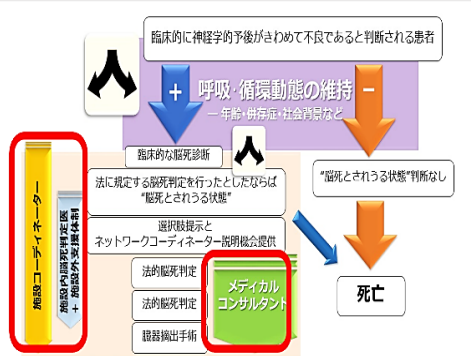 臨床的に神経学的予後がきわめて不良であると判断される患者
+
呼吸・循環動態の維持
ー年齢・併存症・社会背景など
−
臨床的な脳死診断
法に規定する脳死判定を行ったとしたならば
“脳死とされうる状態”
“脳死とされうる状態”判断なし
選択肢提示と
ネットワークコーディネーター説明機会提供
施設コーディネーター
施設内脳死判定医
+ 施設外支援体制
法的脳死判定
法的脳死判定
臓器摘出手術
メディカル
コンサルタント
死亡